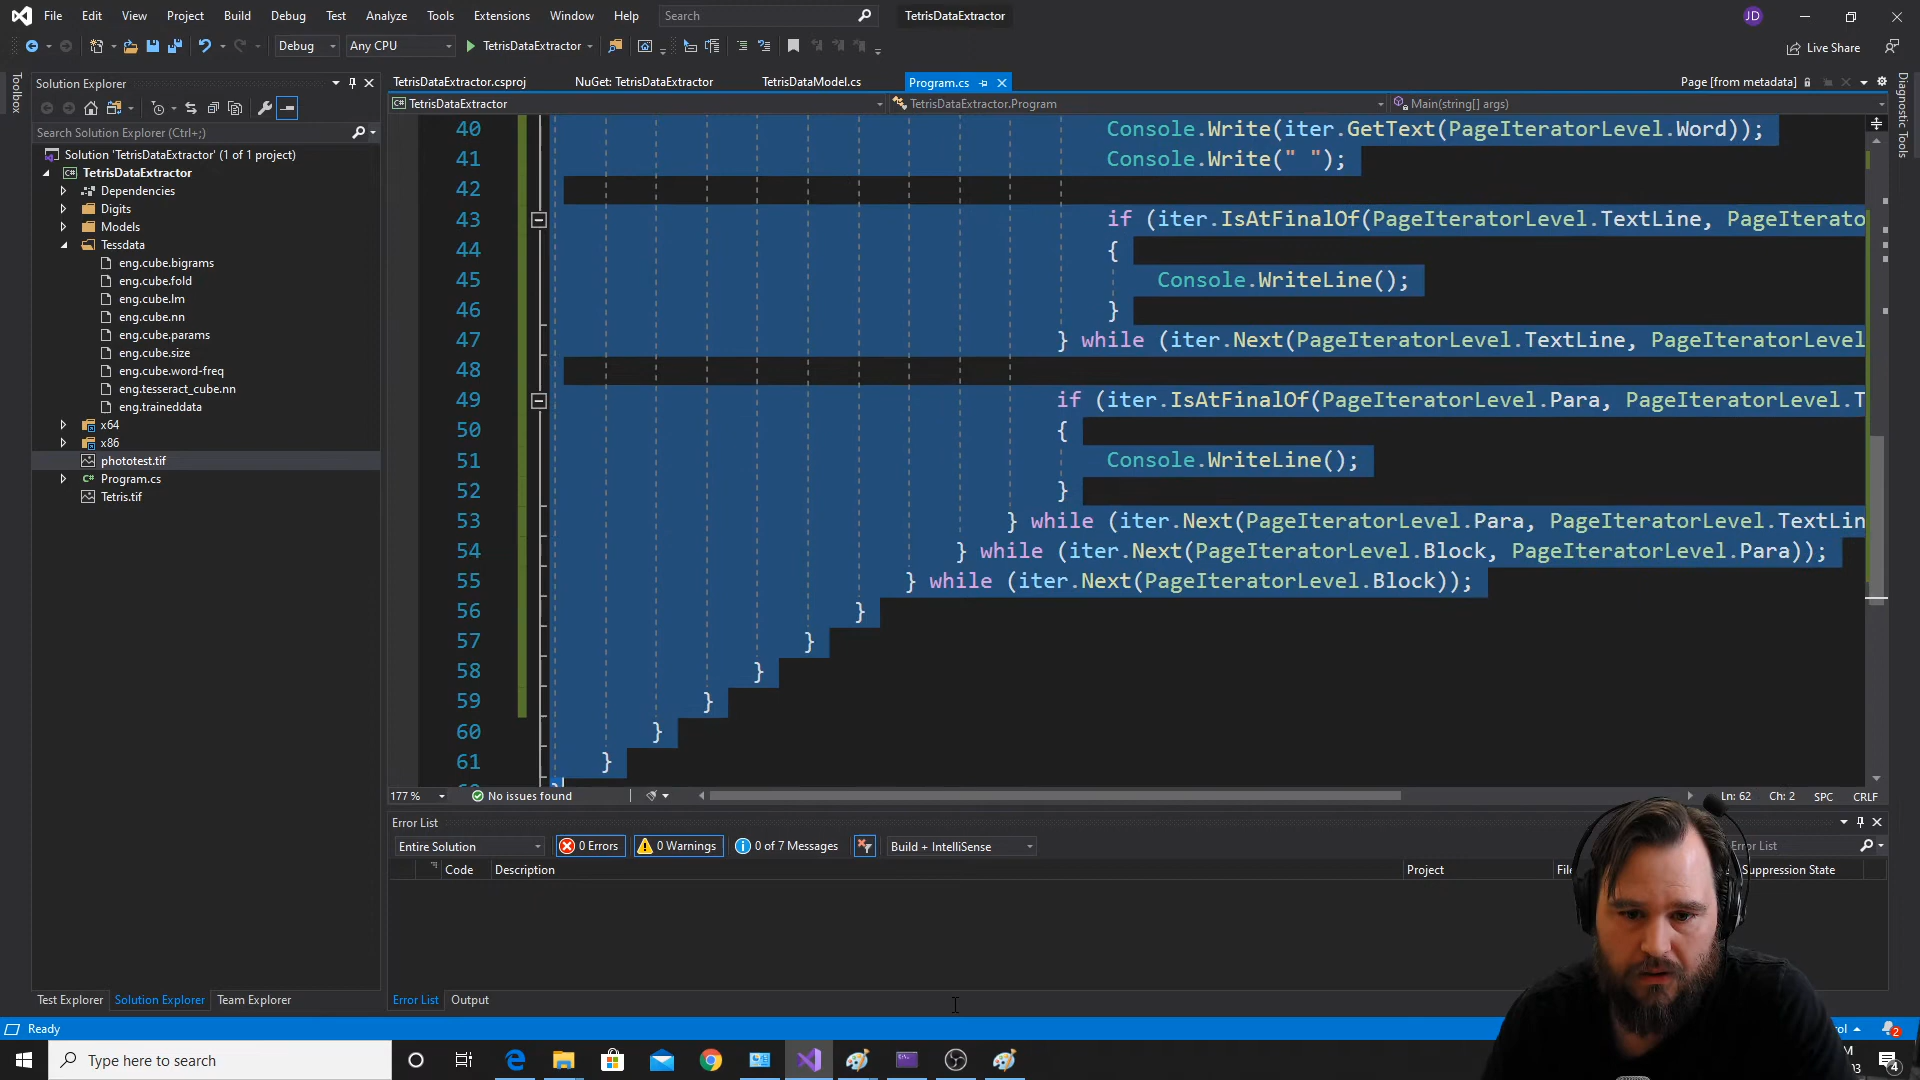 File Edit View Project Build Debug Test Analyze Tools Extensions Window Help Search TetrisDataExtractor JD
Debug Any CPU TetrisDataExtractor Live Share
Toolbox
Solution Explorer
Search Solution Explorer (Ctrl+;)
Solution 'TetrisDataExtractor' (1 of 1 project)
TetrisDataExtractor
Dependencies
Digits
Models
Tessdata
eng.cube.bigrams
eng.cube.fold
eng.cube.lm
eng.cube.nn
eng.cube.params
eng.cube.size
eng.cube.word-freq
eng.tesseract_cube.nn
eng.traineddata
x64
x86
phototest.tif
Program.cs
Tetris.tif
Test Explorer Solution Explorer Team Explorer
TetrisDataExtractor.csproj NuGet: TetrisDataExtractor TetrisDataModel.cs Program.cs Page [from metadata]
TetrisDataExtractor TetrisDataExtractor.Program Main(string[] args)
40 Console.Write(iter.GetText(PageIteratorLevel.Word));
41 Console.Write(" ");
42
43 if (iter.IsAtFinalOf(PageIteratorLevel.TextLine, PageIterato
44 {
45 Console.WriteLine();
46 }
47 } while (iter.Next(PageIteratorLevel.TextLine, PageIteratorLevel
48
49 if (iter.IsAtFinalOf(PageIteratorLevel.Para, PageIteratorLevel.T
50 {
51 Console.WriteLine();
52 }
53 } while (iter.Next(PageIteratorLevel.Para, PageIteratorLevel.TextLin
54 } while (iter.Next(PageIteratorLevel.Block, PageIteratorLevel.Para));
55 } while (iter.Next(PageIteratorLevel.Block));
56 }
57 }
58 }
59 }
60 }
61 }
177 % No issues found Ln: 62 Ch: 2 SPC CRLF
Diagnostic Tools
Error List
Entire Solution 0 Errors 0 Warnings 0 of 7 Messages Build + IntelliSense Error List
Code Description Project Suppression State
Error List Output
Ready 2
Type here to search 4